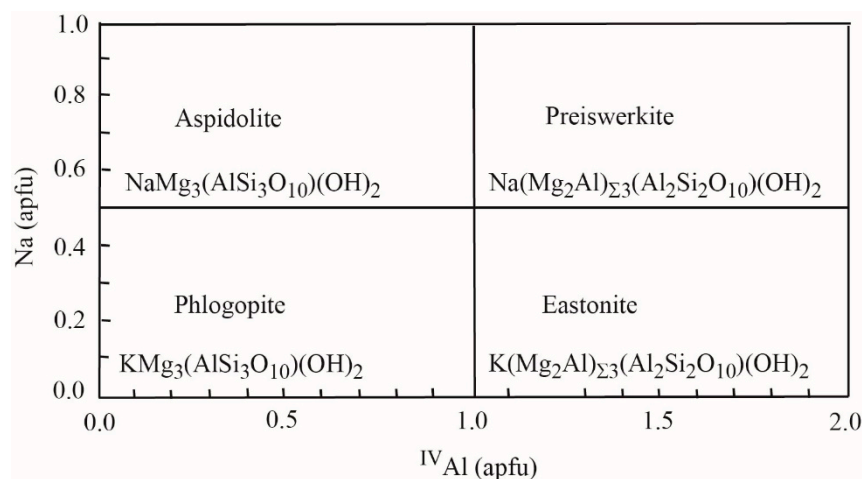 1.0
0.8
0.6
0.4
0.2
0.0
Na (apfu)
Aspidolite
NaMg₃(AlSi₃O₁₀)(OH)₂
Preiswerkite
Na(Mg₂Al)Σ₃(Al₂Si₂O₁₀)(OH)₂
Phlogopite
KMg₃(AlSi₃O₁₀)(OH)₂
Eastonite
K(Mg₂Al)Σ₃(Al₂Si₂O₁₀)(OH)₂
0.0 0.5 1.0 1.5 2.0
ᴵⱽAl (apfu)